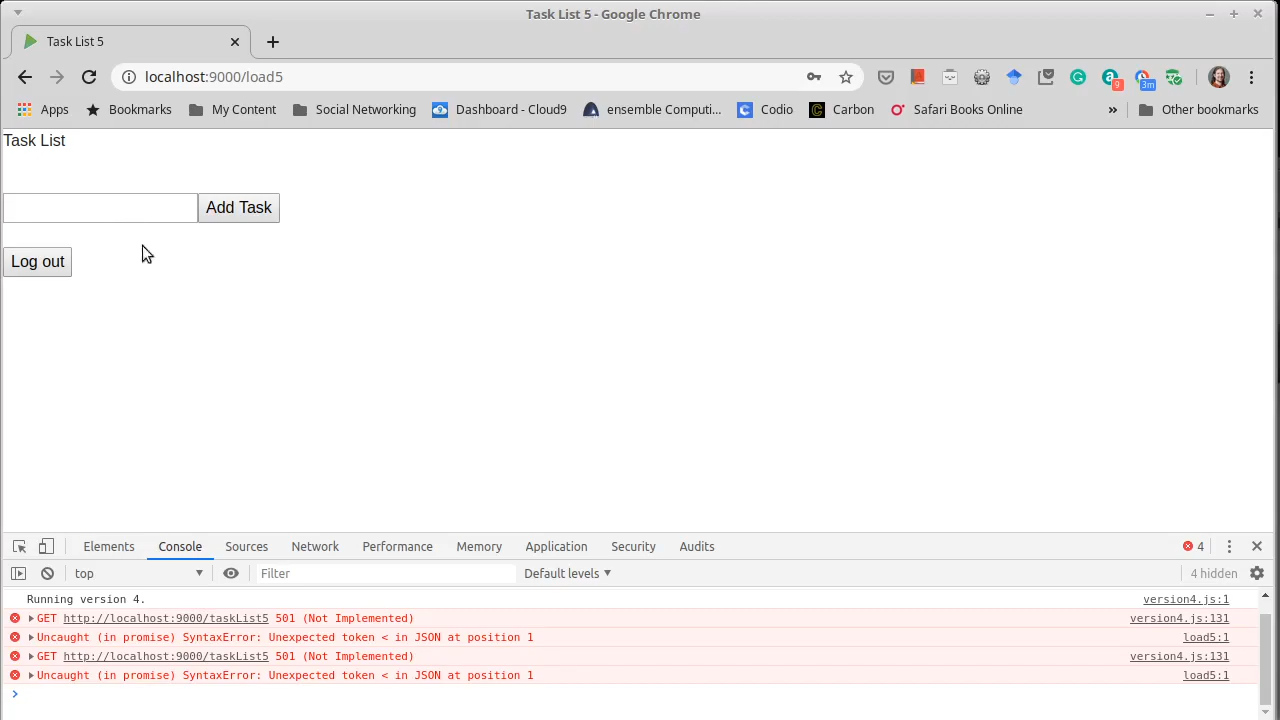 Task List 5 - Google Chrome
Task List 5
localhost:9000/load5
9
3m
Apps Bookmarks My Content Social Networking Dashboard - Cloud9 ensemble Computi... Codio Carbon Safari Books Online » Other bookmarks
Task List
Add Task
Log out
Elements Console Sources Network Performance Memory Application Security Audits 4
top Filter Default levels 4 hidden
Running version 4. version4.js:1
GET http://localhost:9000/taskList5 501 (Not Implemented) version4.js:131
Uncaught (in promise) SyntaxError: Unexpected token < in JSON at position 1 load5:1
GET http://localhost:9000/taskList5 501 (Not Implemented) version4.js:131
Uncaught (in promise) SyntaxError: Unexpected token < in JSON at position 1 load5:1